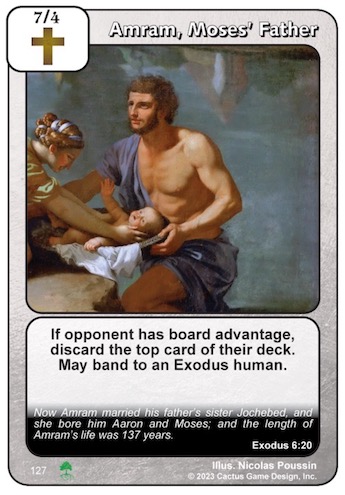 7/4
Amram, Moses' Father
If opponent has board advantage,
discard the top card of their deck.
May band to an Exodus human.
Now Amram married his father's sister Jochebed, and
she bore him Aaron and Moses; and the length of
Amram's life was 137 years.
Exodus 6:20
Illus. Nicolas Poussin
127
© 2023 Cactus Game Design, Inc.